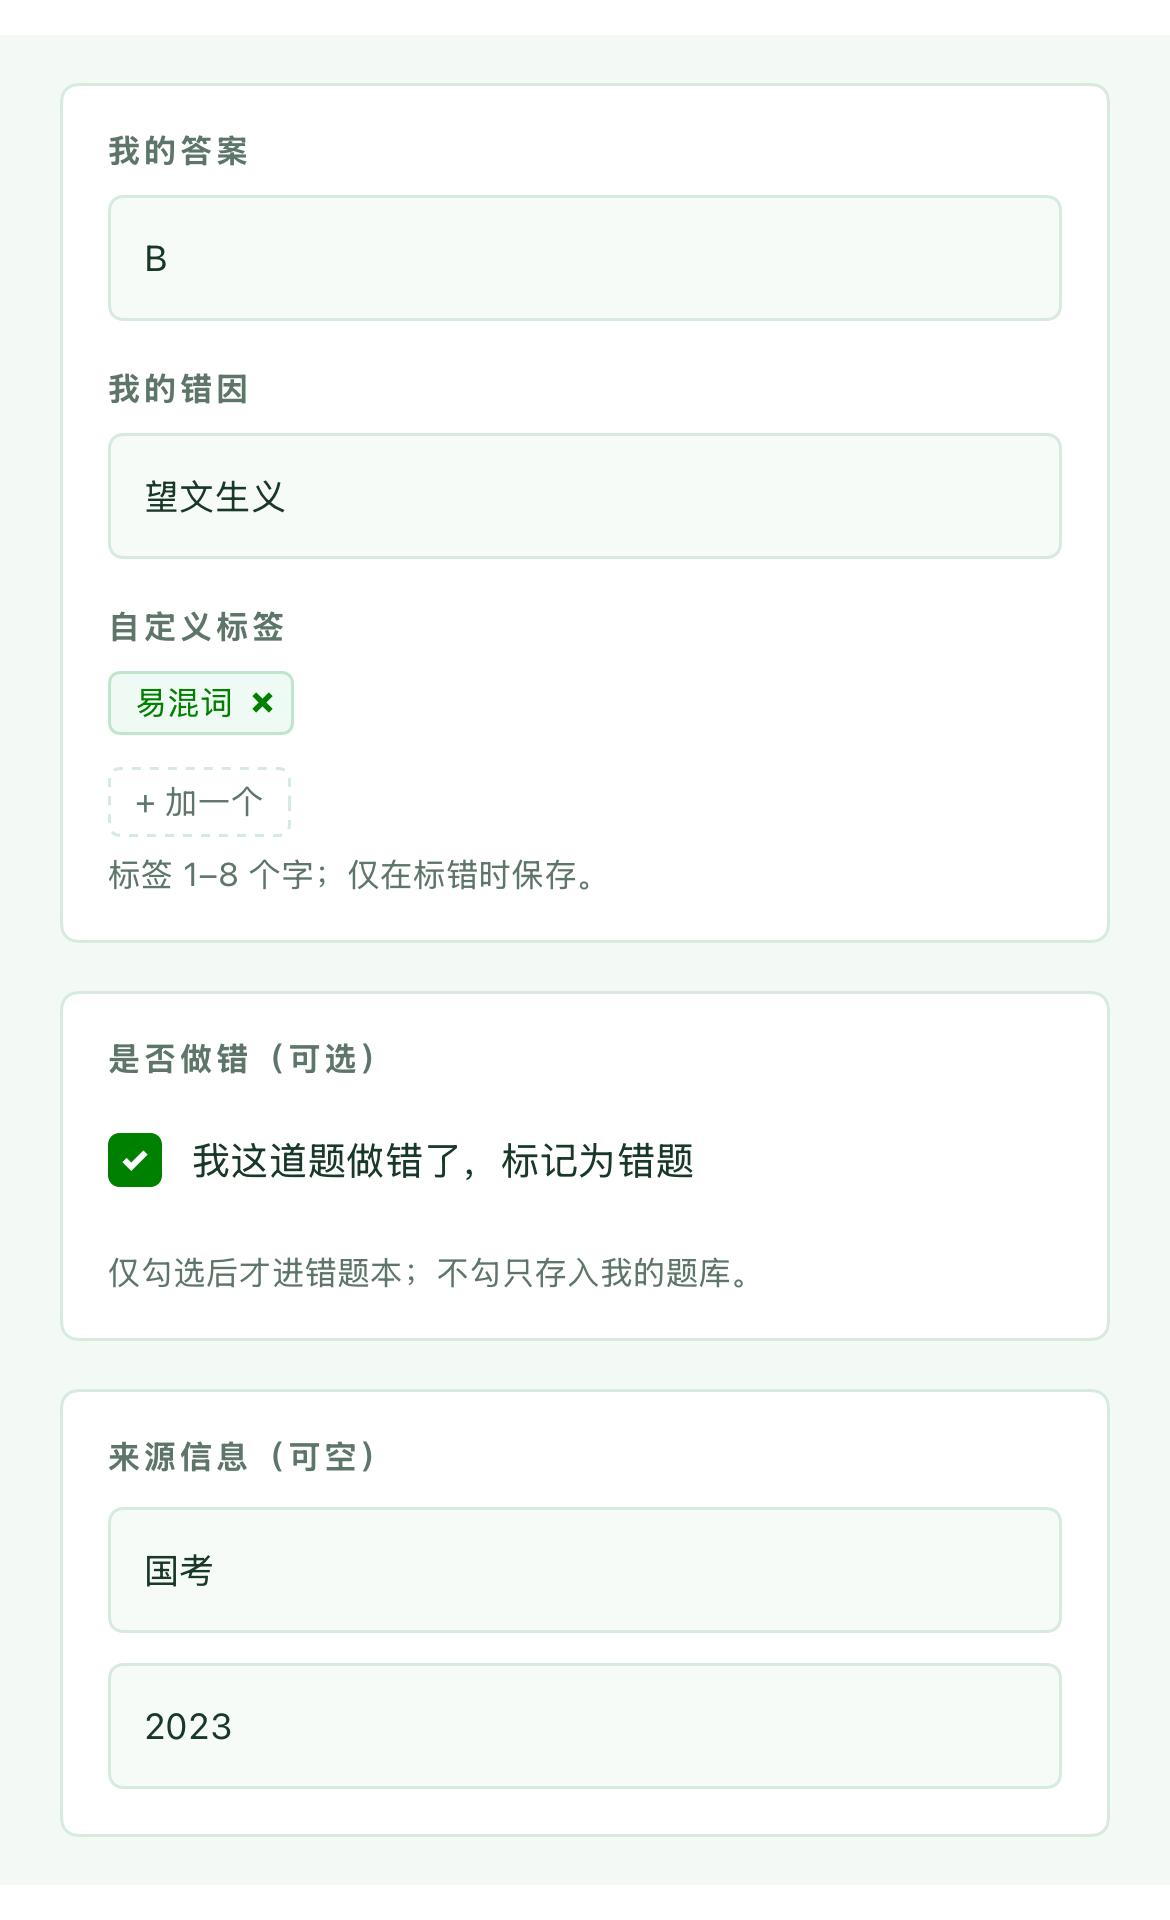 我的答案
B
我的错因
望文生义
自定义标签
易混词 ×
+ 加一个
标签 1–8 个字；仅在标错时保存。
是否做错（可选）
我这道题做错了，标记为错题
仅勾选后才进错题本；不勾只存入我的题库。
来源信息（可空）
国考
2023